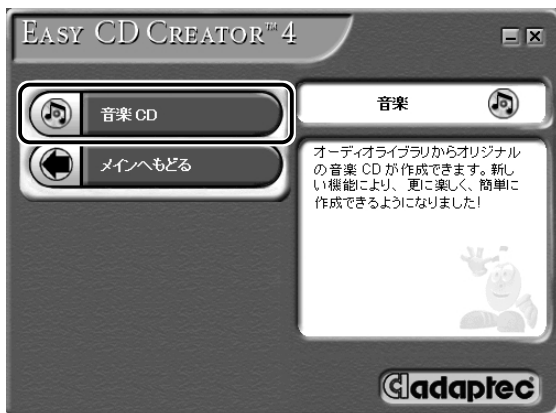 EASY CD CREATOR™ 4
音楽 CD
メインへもどる
音楽
オーディオライブラリからオリジナル
の音楽 CD が作成できます。新し
い機能により、更に楽しく、簡単に
作成できるようになりました!
adaptec